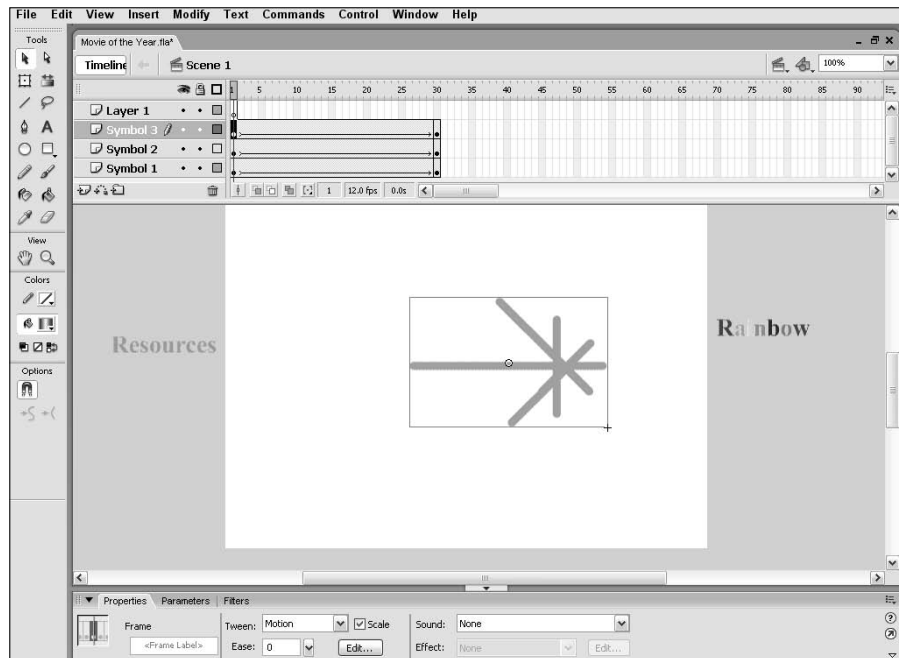 File Edit View Insert Modify Text Commands Control Window Help
Tools
Movie of the Year.fla*
Timeline Scene 1 100%
1 5 10 15 20 25 30 35 40 45 50 55 60 65 70 75 80 85 90
Layer 1
Symbol 3
Symbol 2
Symbol 1
1 12.0 fps 0.0s
View
Colors
Options
Resources
Rainbow
Properties Parameters Filters
Frame
<Frame Label>
Tween: Motion Scale
Ease: 0 Edit...
Sound: None
Effect: None Edit...